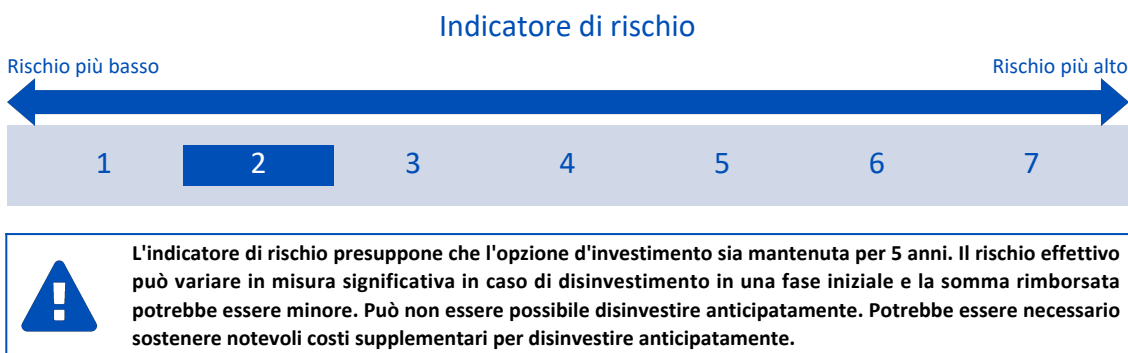 Indicatore di rischio
Rischio più basso
Rischio più alto
1 2 3 4 5 6 7
L'indicatore di rischio presuppone che l'opzione d'investimento sia mantenuta per 5 anni. Il rischio effettivo
può variare in misura significativa in caso di disinvestimento in una fase iniziale e la somma rimborsata
potrebbe essere minore. Può non essere possibile disinvestire anticipatamente. Potrebbe essere necessario
sostenere notevoli costi supplementari per disinvestire anticipatamente.